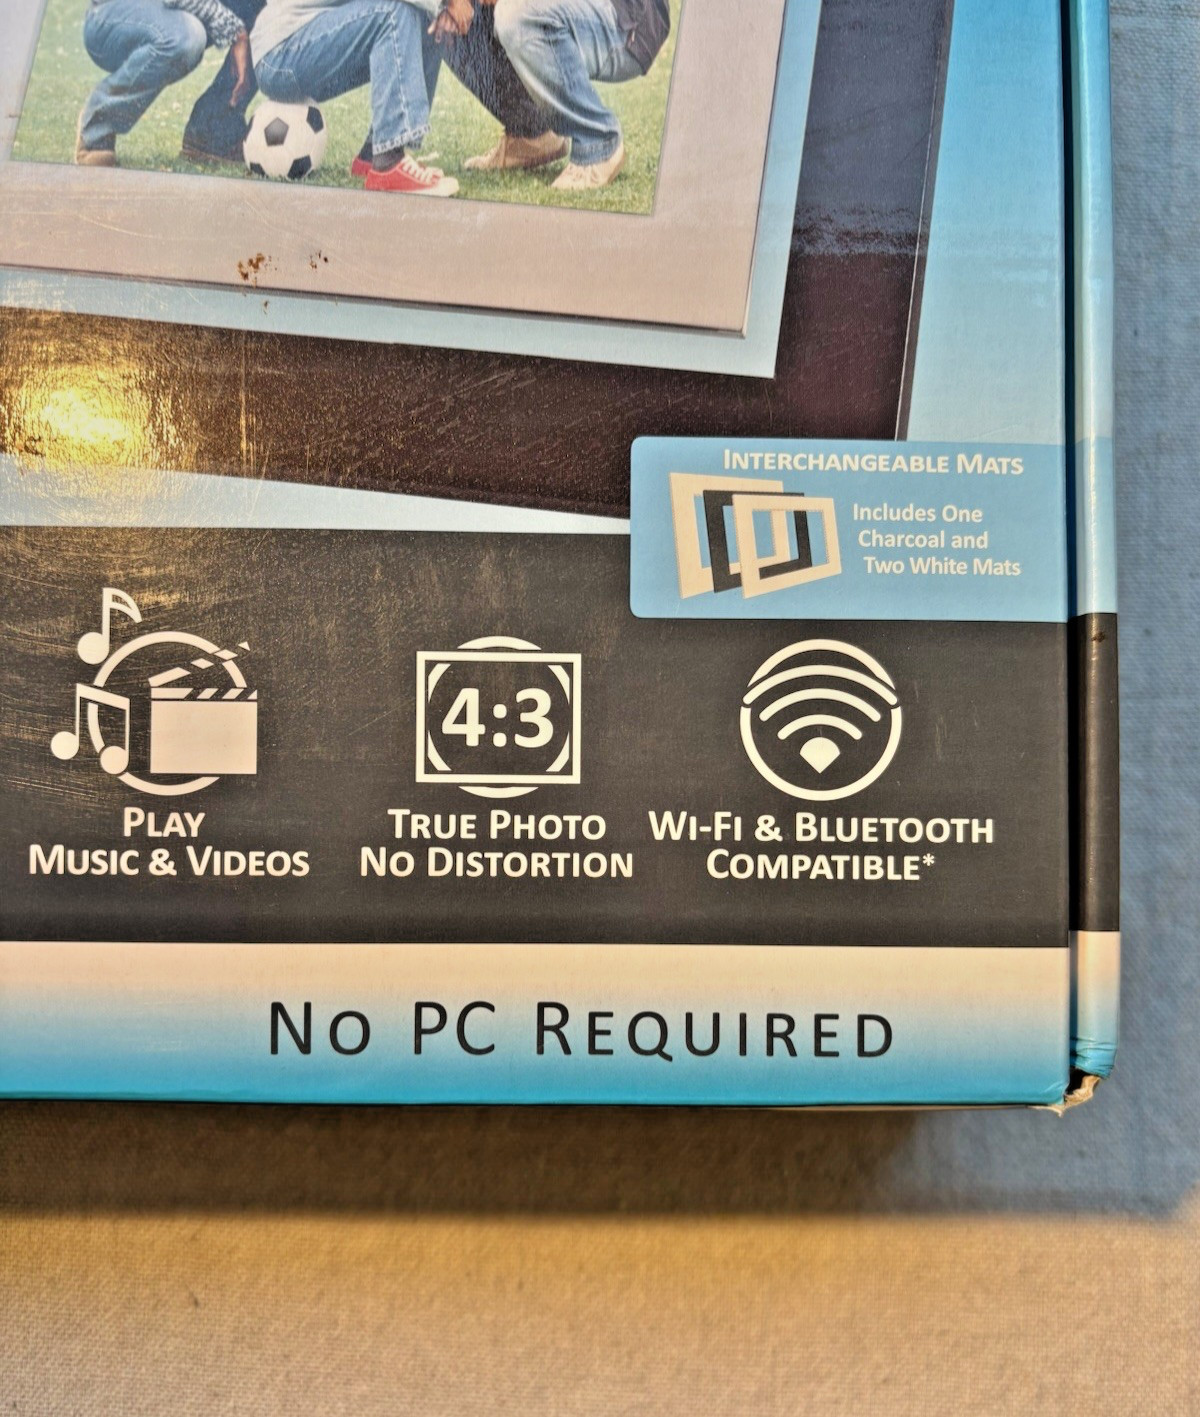 Interchangeable Mats
Includes One
Charcoal and
Two White Mats
4:3
Play
Music & Videos
True Photo
No Distortion
Wi-Fi & Bluetooth
Compatible*
No PC Required